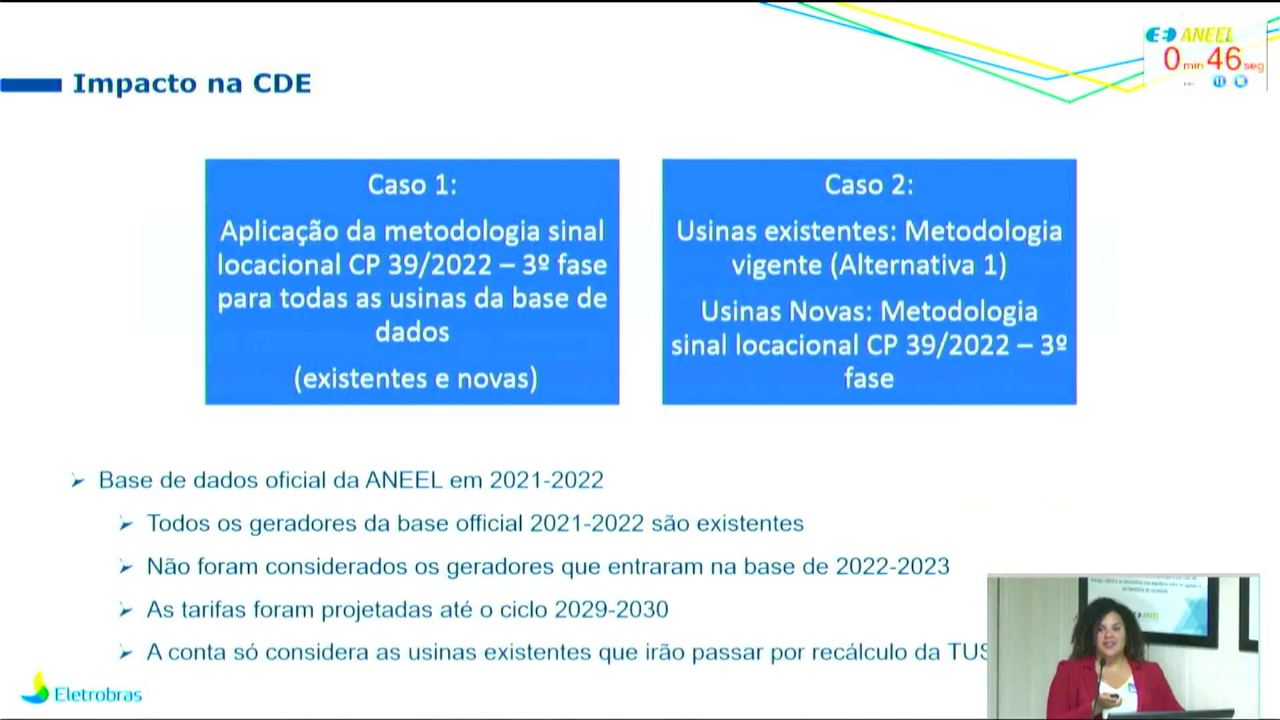 ANEEL
0 min 46 seg
Impacto na CDE
Caso 1:
Aplicação da metodologia sinal
locacional CP 39/2022 – 3º fase
para todas as usinas da base de
dados
(existentes e novas)
Caso 2:
Usinas existentes: Metodologia
vigente (Alternativa 1)
Usinas Novas: Metodologia
sinal locacional CP 39/2022 – 3º
fase
➢ Base de dados oficial da ANEEL em 2021-2022
➢ Todos os geradores da base official 2021-2022 são existentes
➢ Não foram considerados os geradores que entraram na base de 2022-2023
➢ As tarifas foram projetadas até o ciclo 2029-2030
➢ A conta só considera as usinas existentes que irão passar por recálculo da TUS
Eletrobras
ANEEL